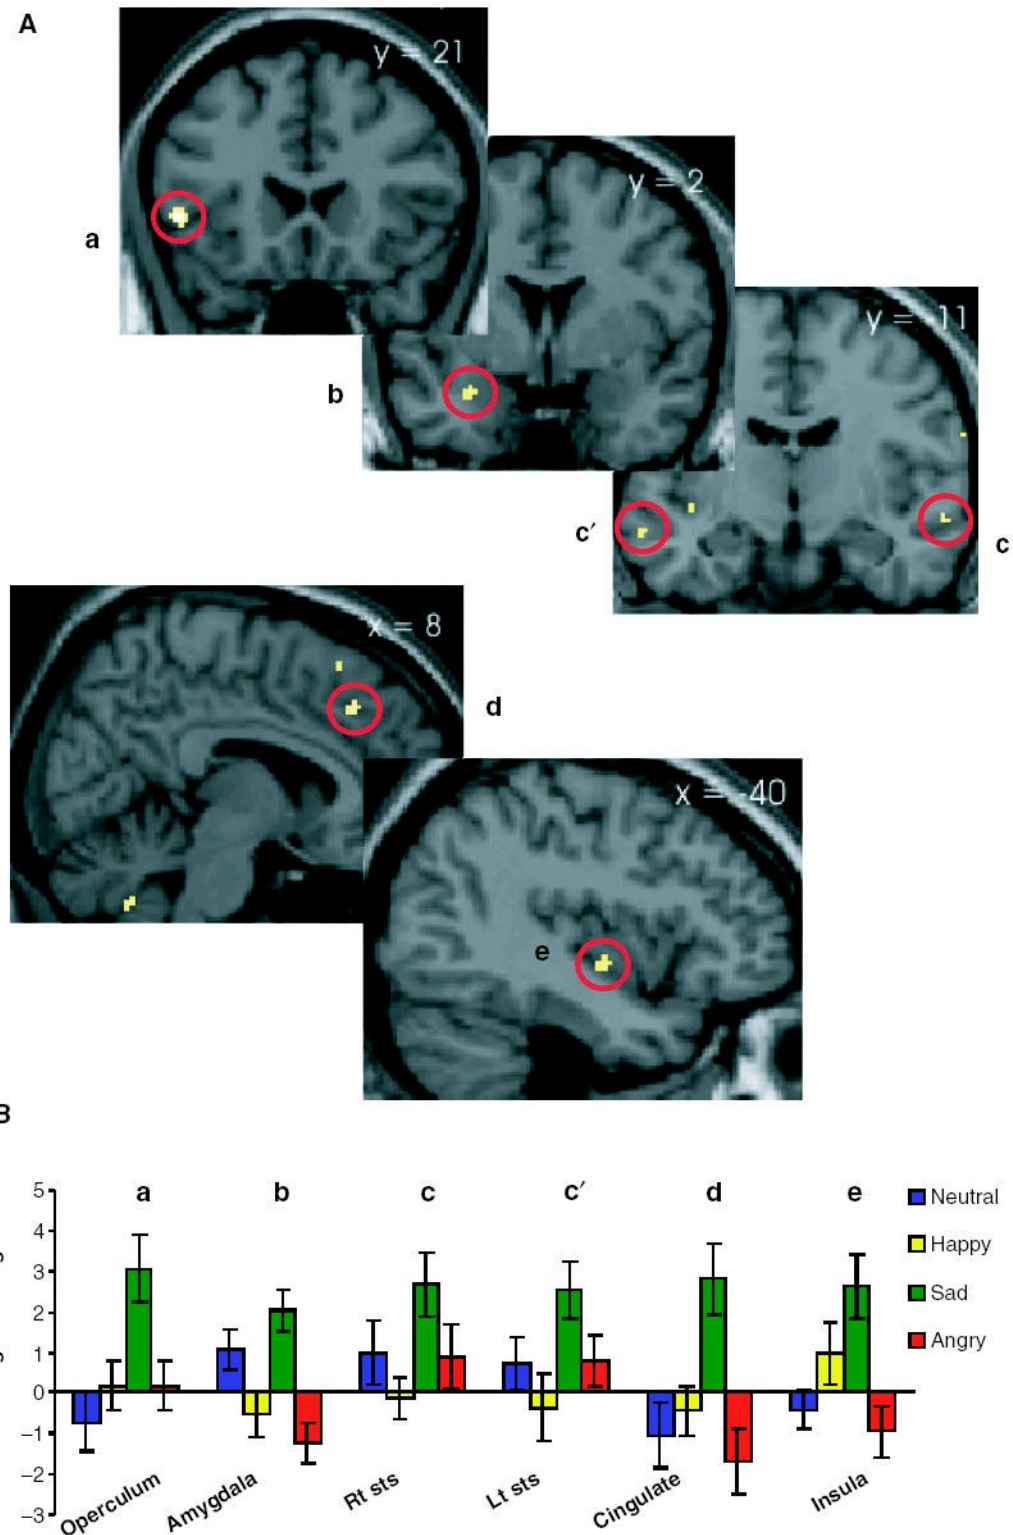 A
y = 21
a
y = 2
b
y = -11
c′
c
x = 8
d
x = -40
e
B
5
4
3
2
1
0
–1
–2
–3
a
b
c
c′
d
e
Neutral
Happy
Sad
Angry
Operculum
Amygdala
Rt sts
Lt sts
Cingulate
Insula